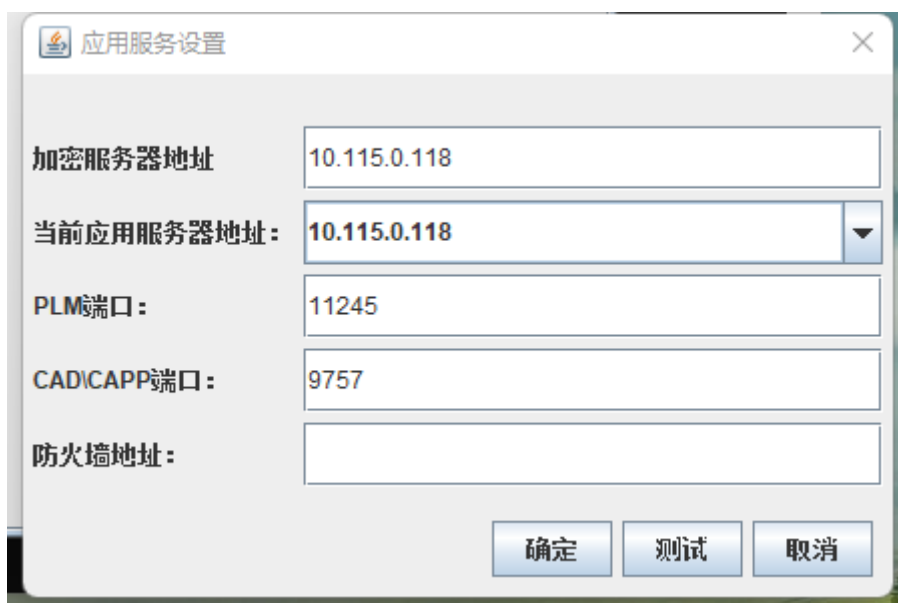 应用服务设置
加密服务器地址 10.115.0.118
当前应用服务器地址： 10.115.0.118
PLM端口： 11245
CAD\CAPP端口： 9757
防火墙地址：
确定 测试 取消